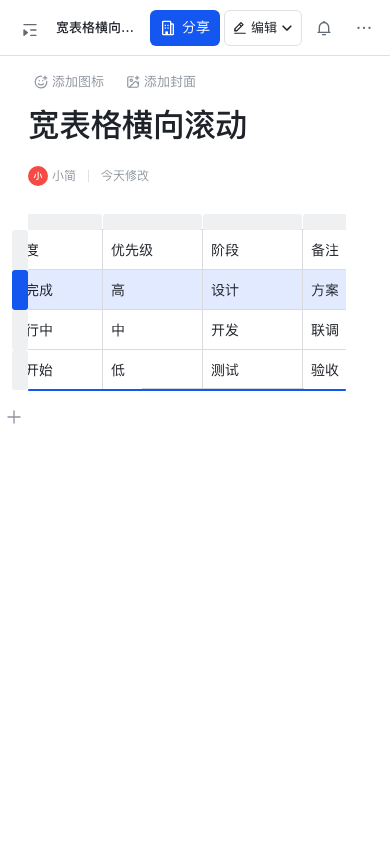 宽表格横向…
分享
编辑
添加图标 添加封面
宽表格横向滚动
小 小简 今天修改
度 优先级 阶段 备注
完成 高 设计 方案
行中 中 开发 联调
开始 低 测试 验收